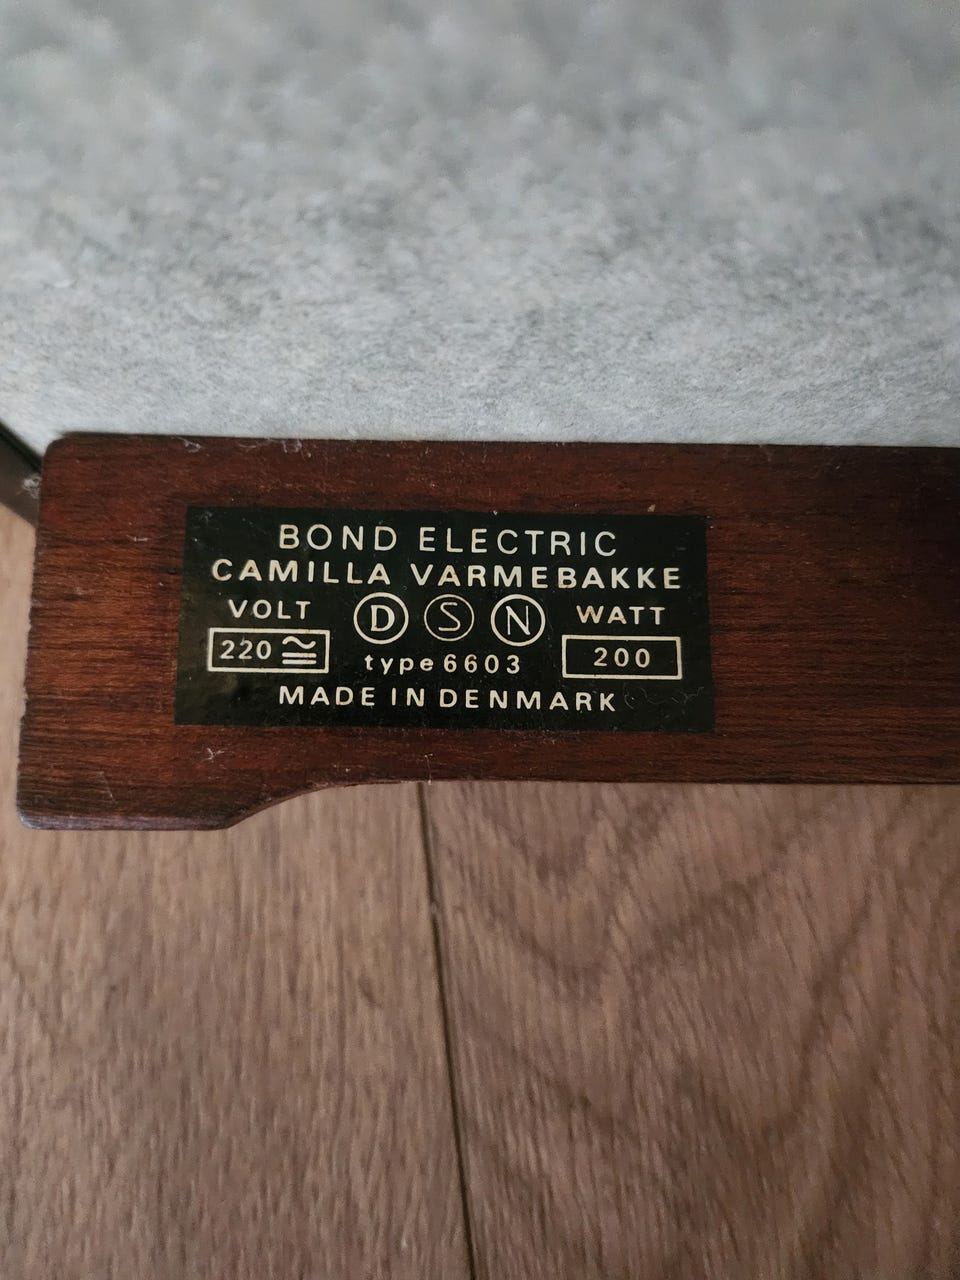 BOND ELECTRIC
CAMILLA VARMEBAKKE
VOLT D S N WATT
220 type 6603 200
MADE IN DENMARK